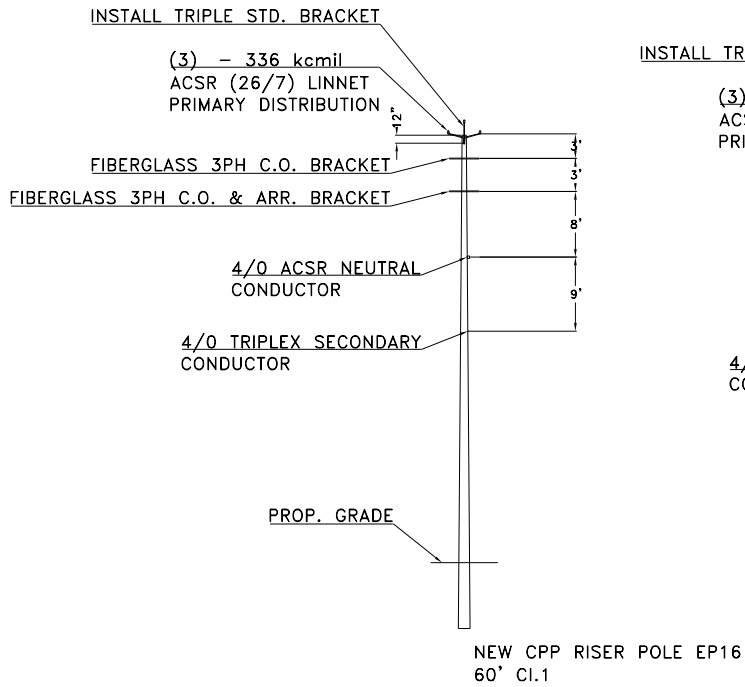 INSTALL TRIPLE STD. BRACKET
(3) - 336 kcmil
ACSR (26/7) LINNET
PRIMARY DISTRIBUTION
12"
FIBERGLASS 3PH C.O. BRACKET
3'
3'
FIBERGLASS 3PH C.O. & ARR. BRACKET
8'
4/0 ACSR NEUTRAL
CONDUCTOR
9'
4/0 TRIPLEX SECONDARY
CONDUCTOR
PROP. GRADE
NEW CPP RISER POLE EP16
60' Cl.1
INSTALL TR
(3)
ACS
PRI
4/
CO